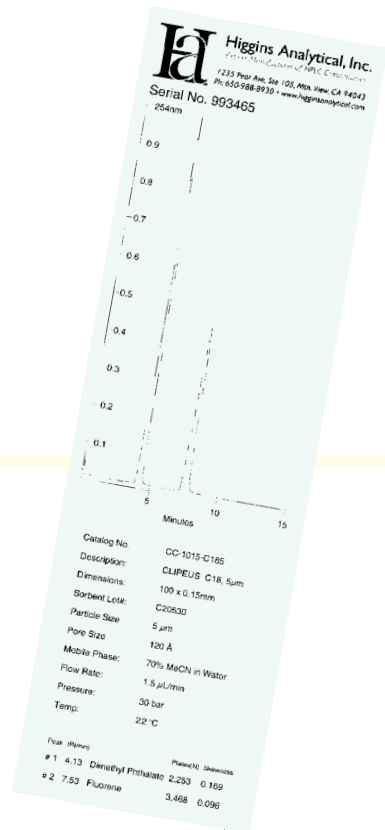 Higgins Analytical, Inc.
1235 Pear Ave. Ste 105, Mtn. View, CA 94043
Ph: 650-988-8930 • www.higginsanalytical.com
Serial No. 993465
254nm
0.9
0.8
0.7
0.6
0.5
0.4
0.3
0.2
0.1
5 10 15
Minutes
Catalog No. CC-1015-C185
Description: CLIPEUS C18, 5μm
Dimensions: 100 x 0.15mm
Sorbent Lot#: C20530
Particle Size 5 μm
Pore Size 120 Å
Mobile Phase: 70% MeCN in Water
Flow Rate: 1.5 μL/min
Pressure: 30 bar
Temp: 22 °C
Peak tR(min) Plates(N) Skewness
# 1 4.13 Dimethyl Phthalate 2,253 0.169
# 2 7.53 Fluorene 3,468 0.096